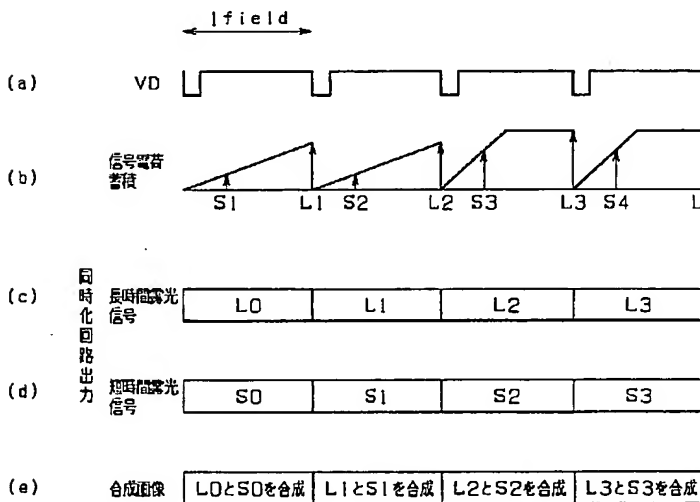 1field
(a) VD
(b) 信号電荷
蓄積
S1 L1 S2 L2 S3 L3 S4 L
同時化回路出力
(c) 長時間露光
信号
L0 L1 L2 L3
(d) 短時間露光
信号
S0 S1 S2 S3
(e) 合成画像 L0とS0を合成 L1とS1を合成 L2とS2を合成 L3とS3を合成